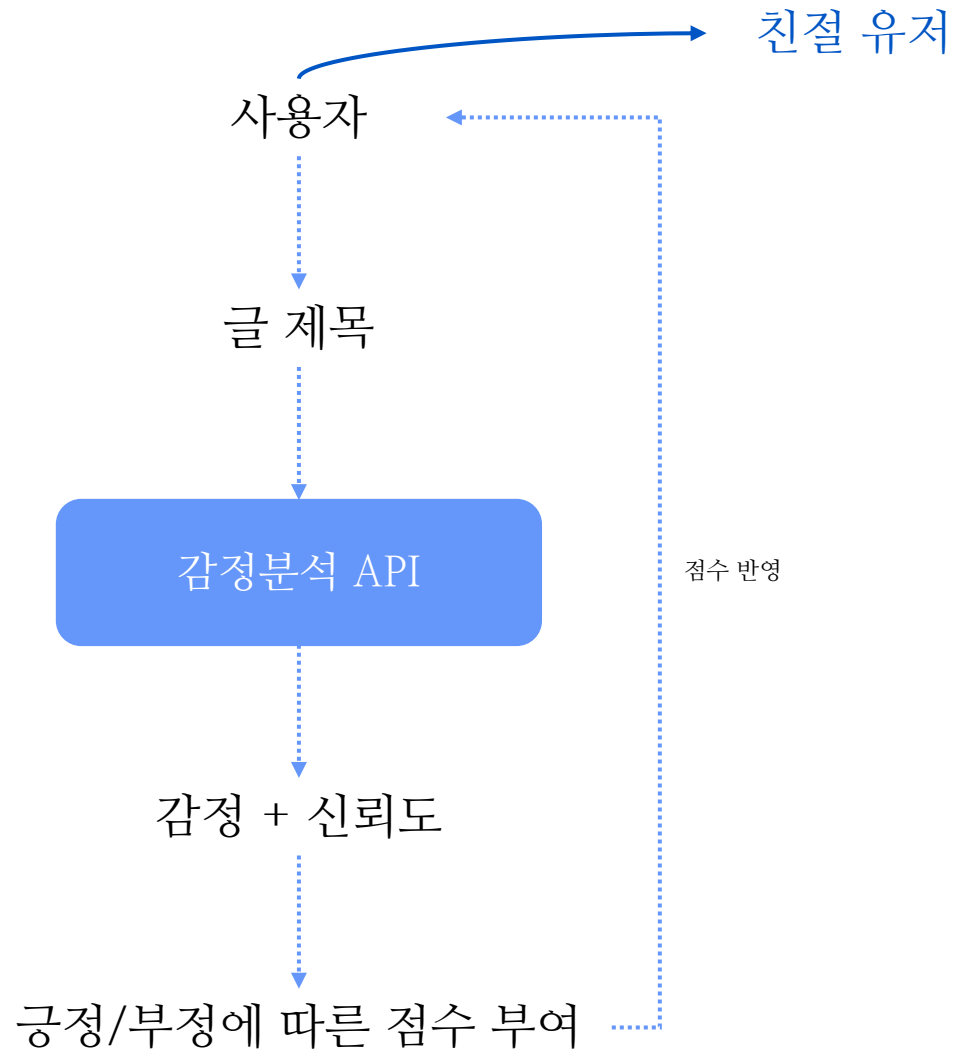 친절 유저
사용자
글 제목
감정분석 API
점수 반영
감정 + 신뢰도
긍정/부정에 따른 점수 부여